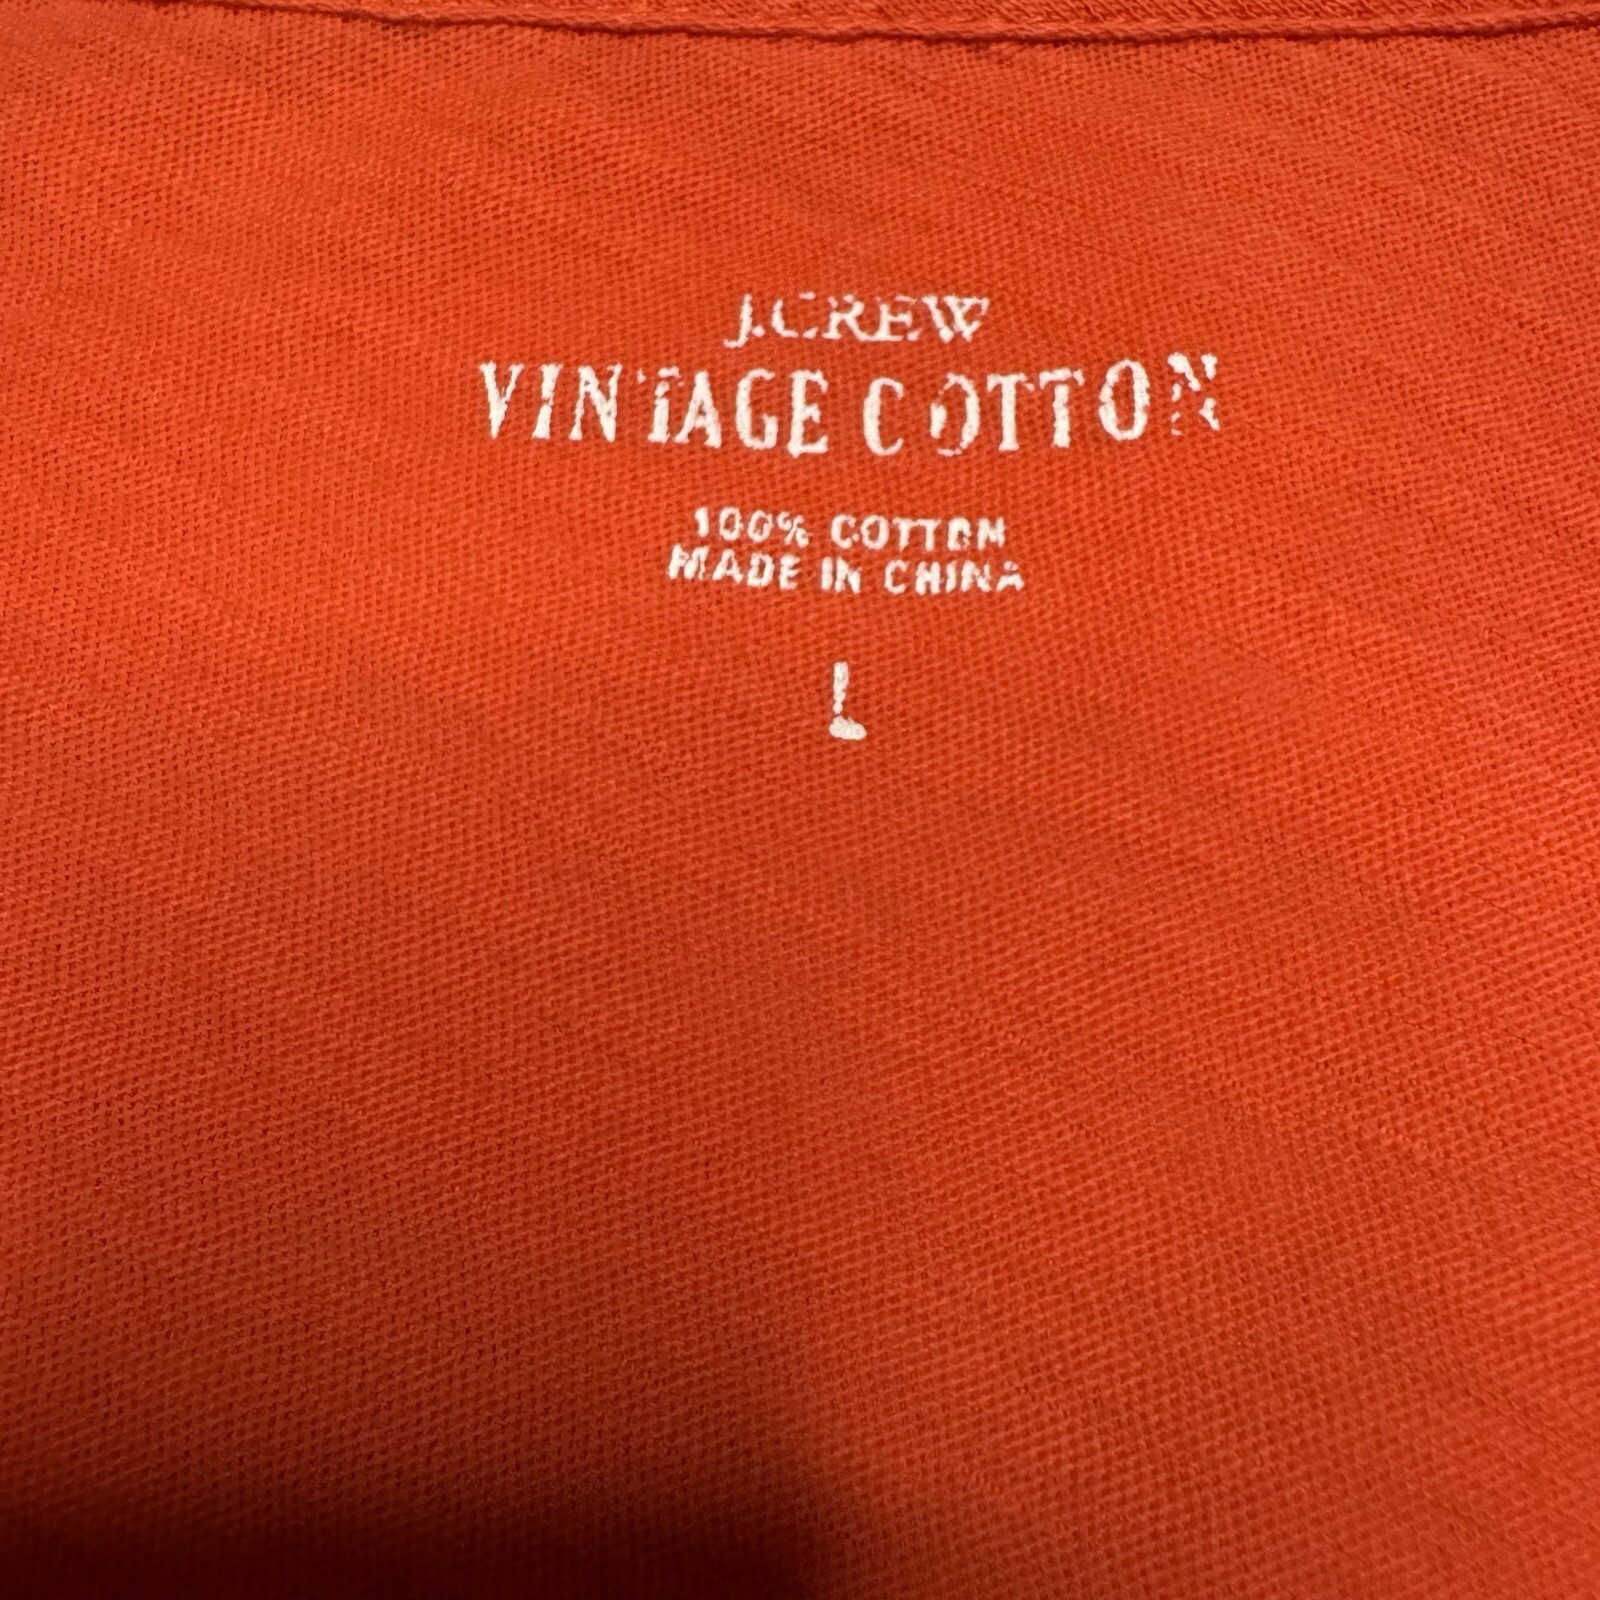 J.CREW
VINTAGE COTTON
100% COTTON
MADE IN CHINA
L